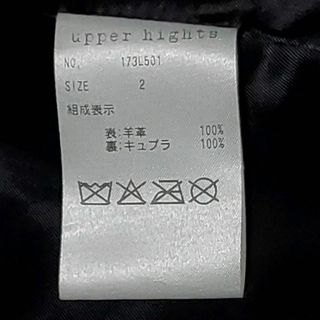 upper hights
NO. 173L501
SIZE 2
組成表示
表:羊革 100%
裏:キュプラ 100%